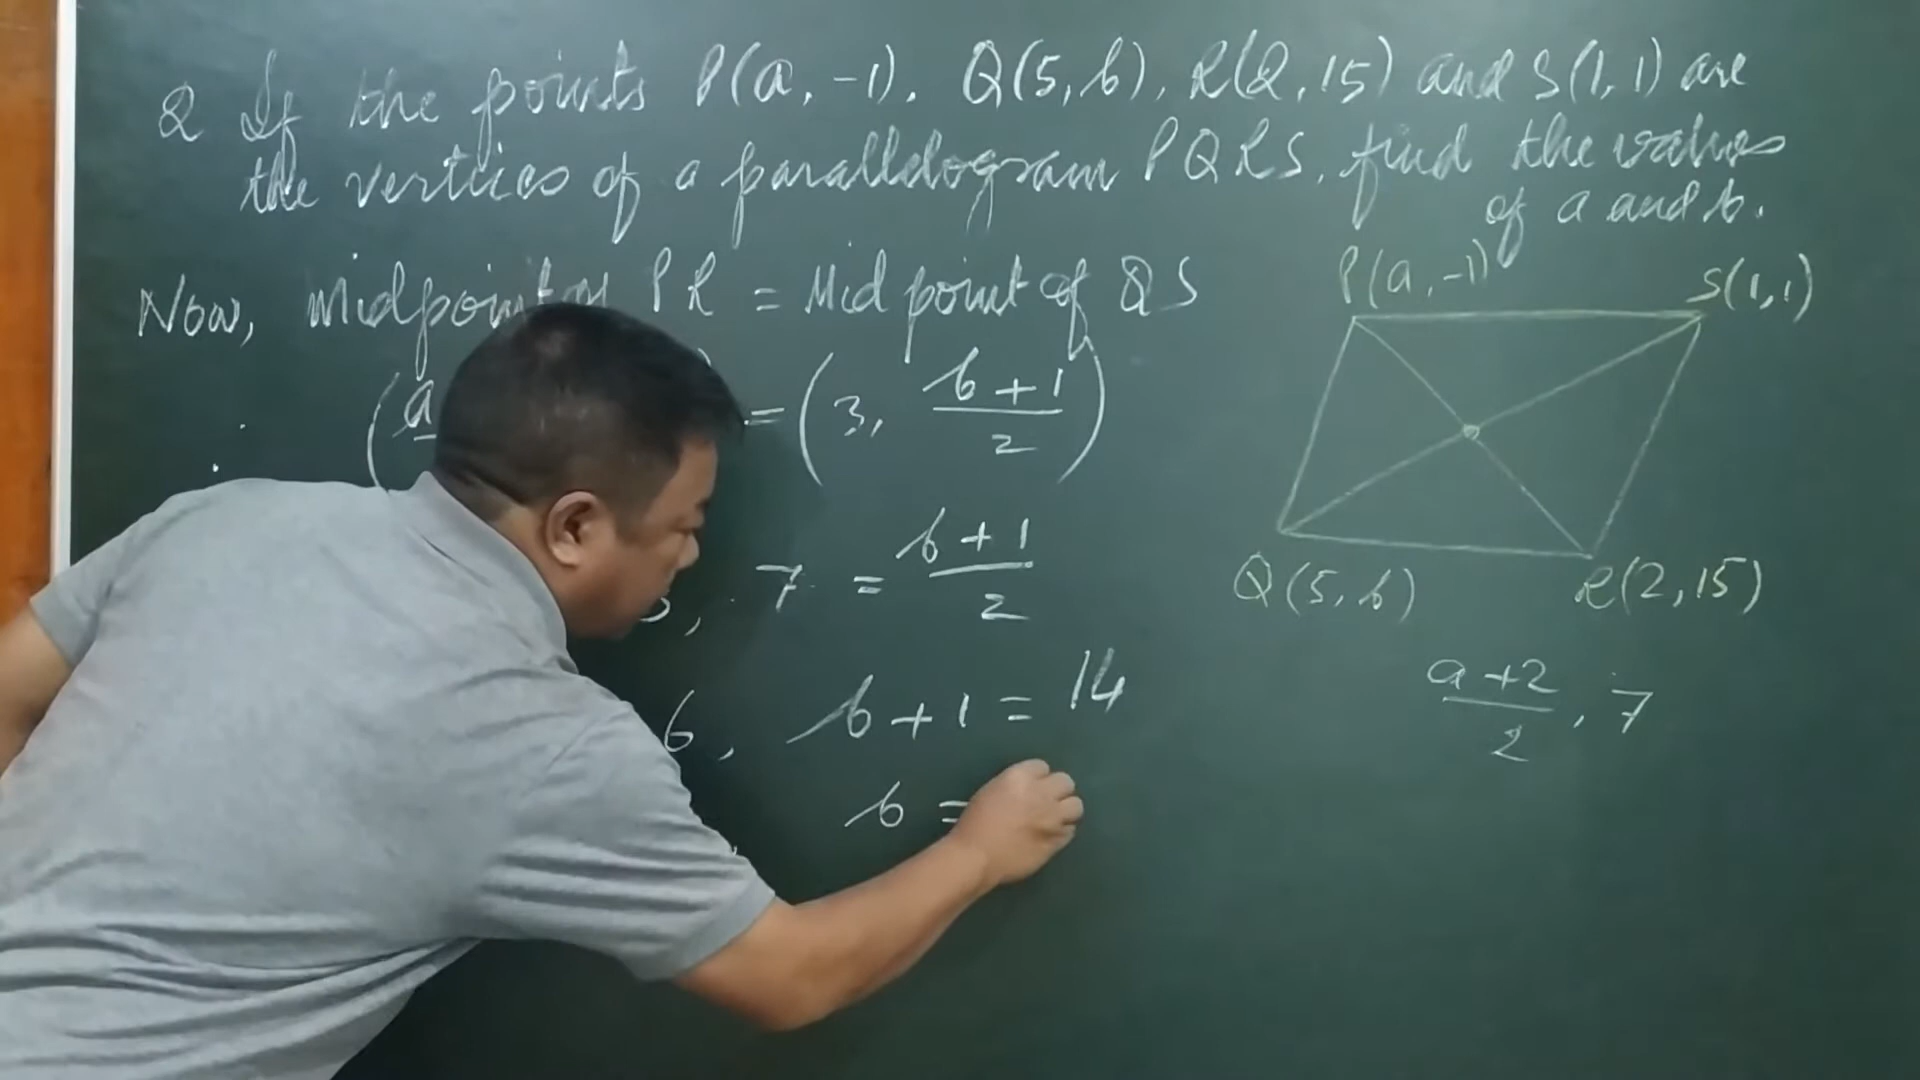 Q If the points P(a, -1), Q(5, b), R(2, 15) and S(1, 1) are
the vertices of a parallelogram PQRS, find the values
of a and b.
Now, Midpoint of PR = Mid point of QS
(a = (3, b+1/2)
, 7 = b+1/2
6, b+1 = 14
b =
P(a, -1) S(1, 1)
Q(5, b) R(2, 15)
a+2/2, 7